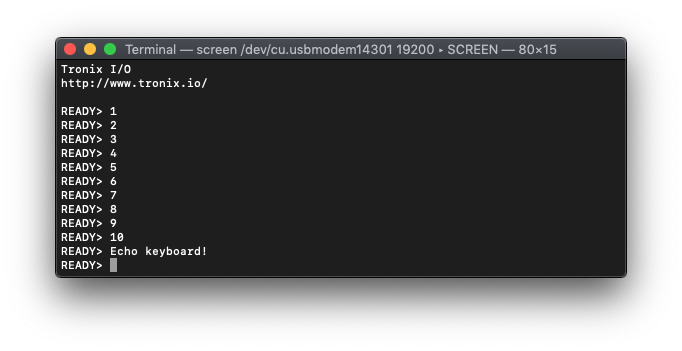 Terminal — screen /dev/cu.usbmodem14301 19200 ▸ SCREEN — 80×15
Tronix I/O
http://www.tronix.io/
READY> 1
READY> 2
READY> 3
READY> 4
READY> 5
READY> 6
READY> 7
READY> 8
READY> 9
READY> 10
READY> Echo keyboard!
READY>